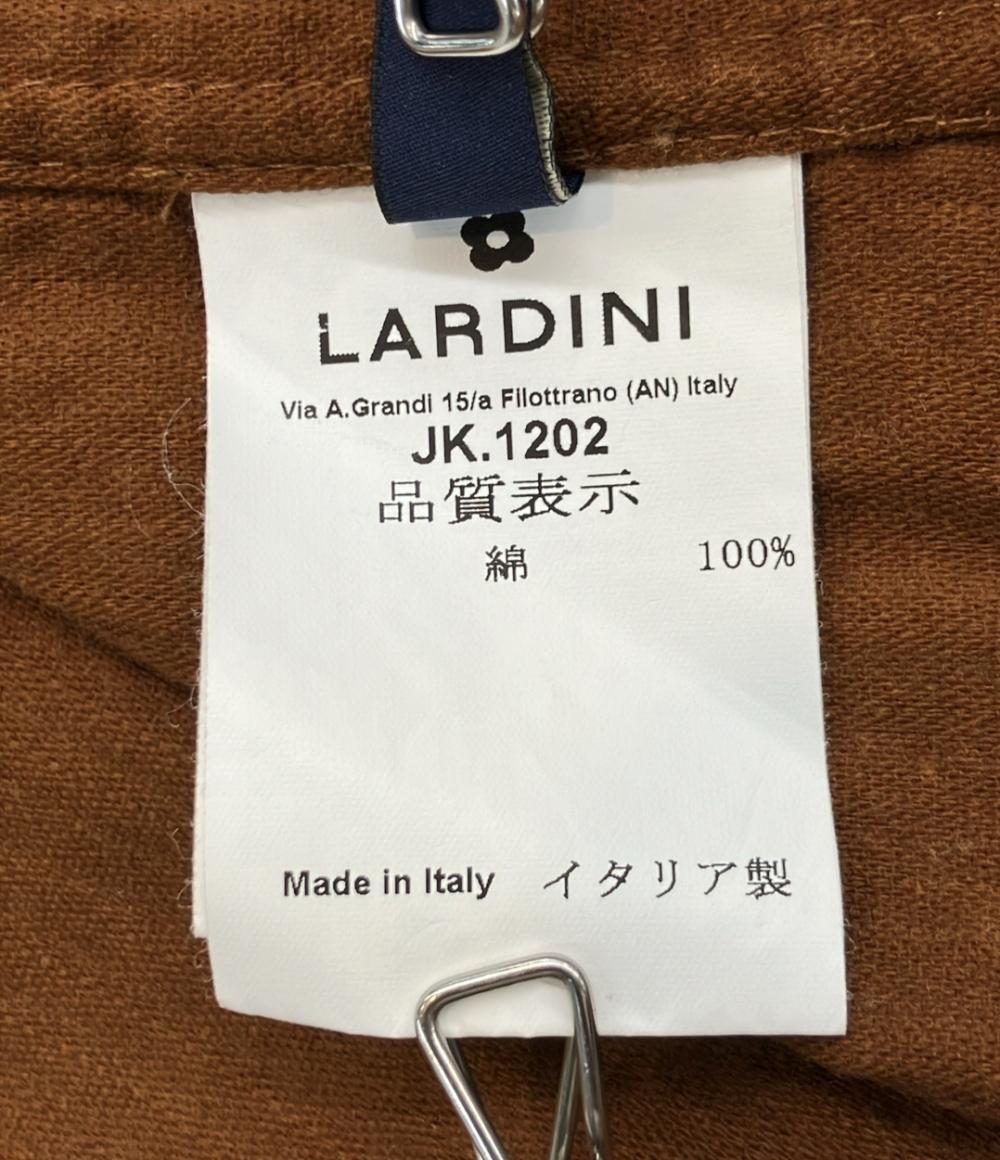 LARDINI
Via A.Grandi 15/a Filottrano (AN) Italy
JK.1202
品質表示
綿 100%
Made in Italy イタリア製